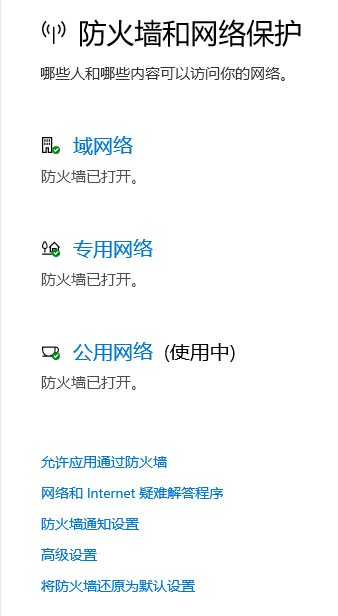 防火墙和网络保护
哪些人和哪些内容可以访问你的网络。
域网络
防火墙已打开。
专用网络
防火墙已打开。
公用网络 (使用中)
防火墙已打开。
允许应用通过防火墙
网络和 Internet 疑难解答程序
防火墙通知设置
高级设置
将防火墙还原为默认设置